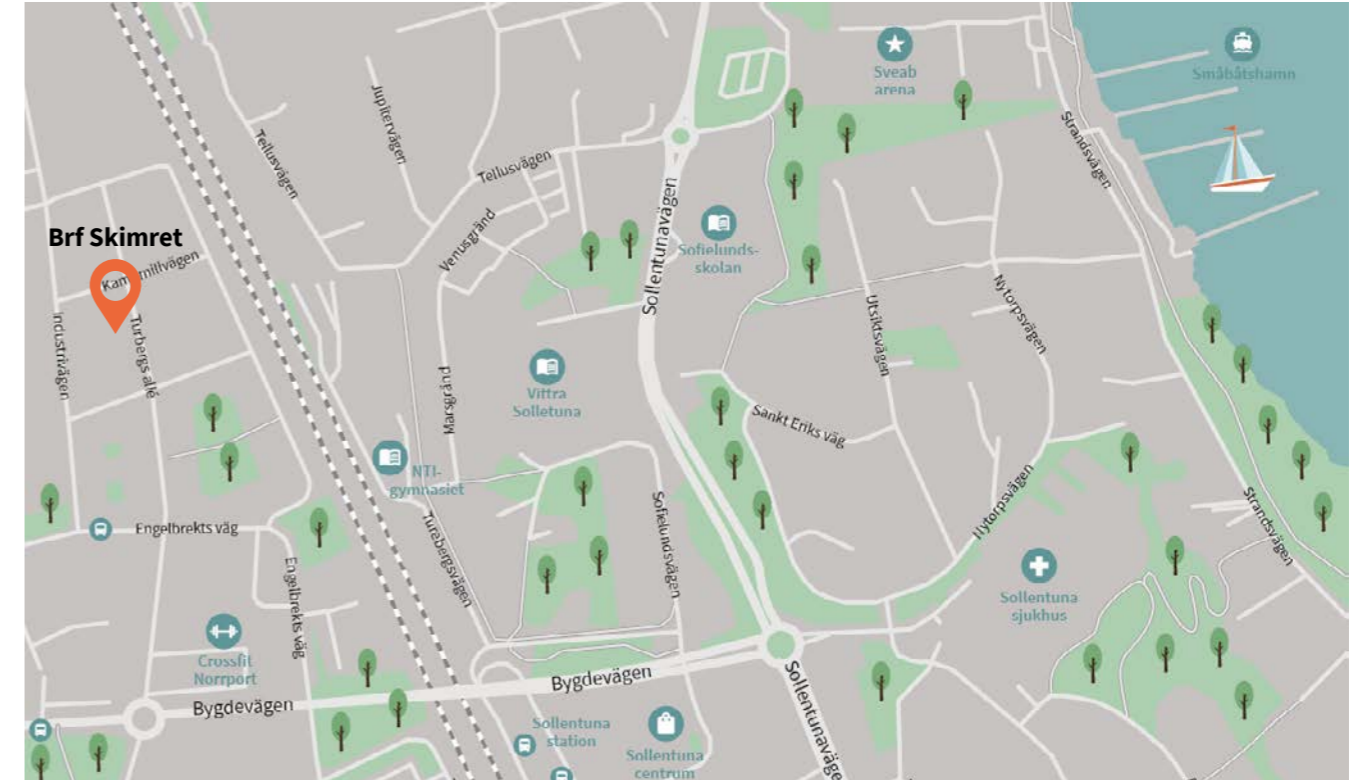 Sveab
arena
Småbåtshamn
Jupitervägen
Tellusvägen
Tellusvägen
Strandsvägen
Venusgränd
Sollentunavägen
Sofielunds-
skolan
Brf Skimret
Industrivägen
Turbergs allé
Utsiktsvägen
Nytorpsvägen
Marsgränd
Vittra
Solletuna
Sankt Eriks väg
NTI-
gymnasiet
Engelbrekts väg
Turebergsvägen
Sofielundsvägen
Nytorpsvägen
Strandsvägen
Engelbrekts väg
Sollentuna
sjukhus
Crossfit
Norrport
Bygdevägen
Bygdevägen
Sollentuna
station
Sollentuna
centrum